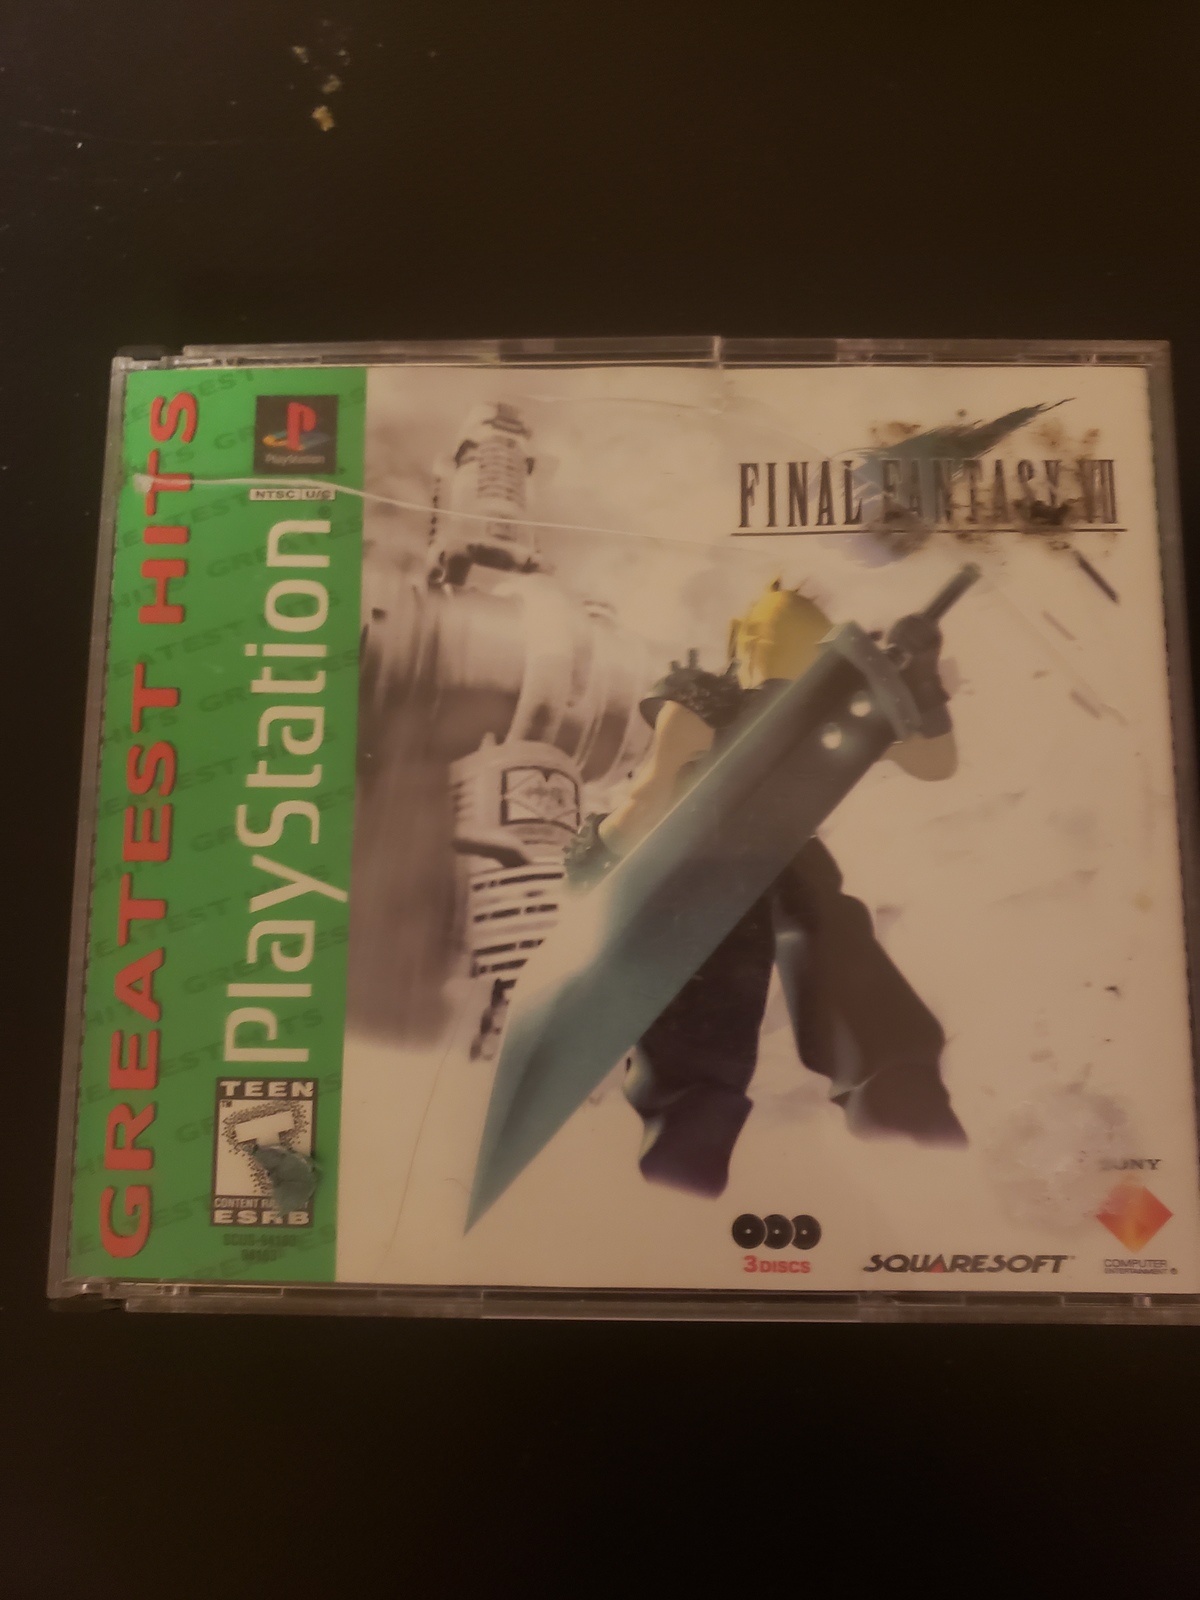 GREATEST HITS
PlayStation
NTSC U/C
PlayStation
TEEN
T
ESRB
FINAL FANTASY VII
3 DISCS
SQUARESOFT
SONY
COMPUTER
ENTERTAINMENT